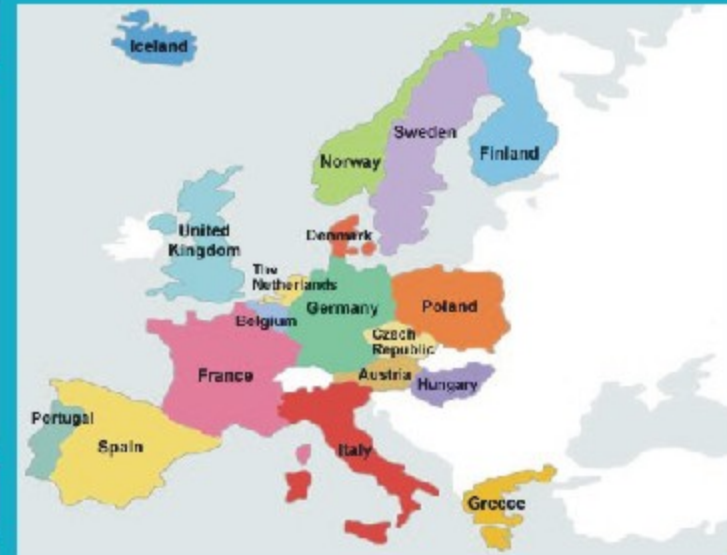 Iceland
Sweden
Norway
Finland
United
Kingdom
Denmark
The
Netherlands
Germany
Poland
Belgium
Czech
Republic
France
Austria
Hungary
Portugal
Spain
Italy
Greece